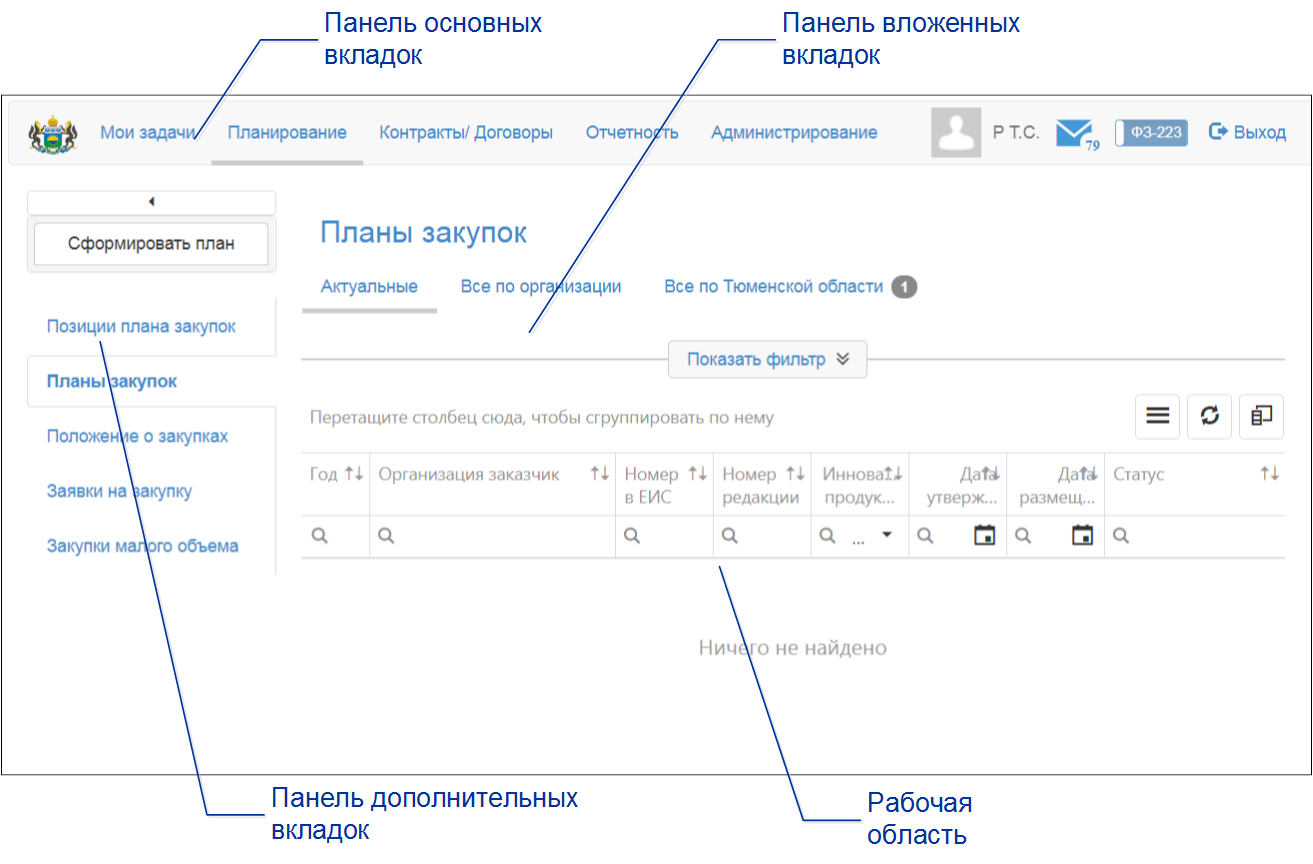 Панель основных
вкладок
Панель вложенных
вкладок
Мои задачи Планирование Контракты/ Договоры Отчетность Администрирование Р Т.С. 79 ФЗ-223 Выход
Сформировать план
Планы закупок
Актуальные Все по организации Все по Тюменской области 1
Позиции плана закупок
Показать фильтр
Планы закупок
Перетащите столбец сюда, чтобы сгруппировать по нему
Положение о закупках
Год Организация заказчик Номер Номер Инноват Дата Дата Статус
в ЕИС редакции продук... утверж... размещ...
Заявки на закупку
...
Закупки малого объема
Ничего не найдено
Панель дополнительных
вкладок
Рабочая
область